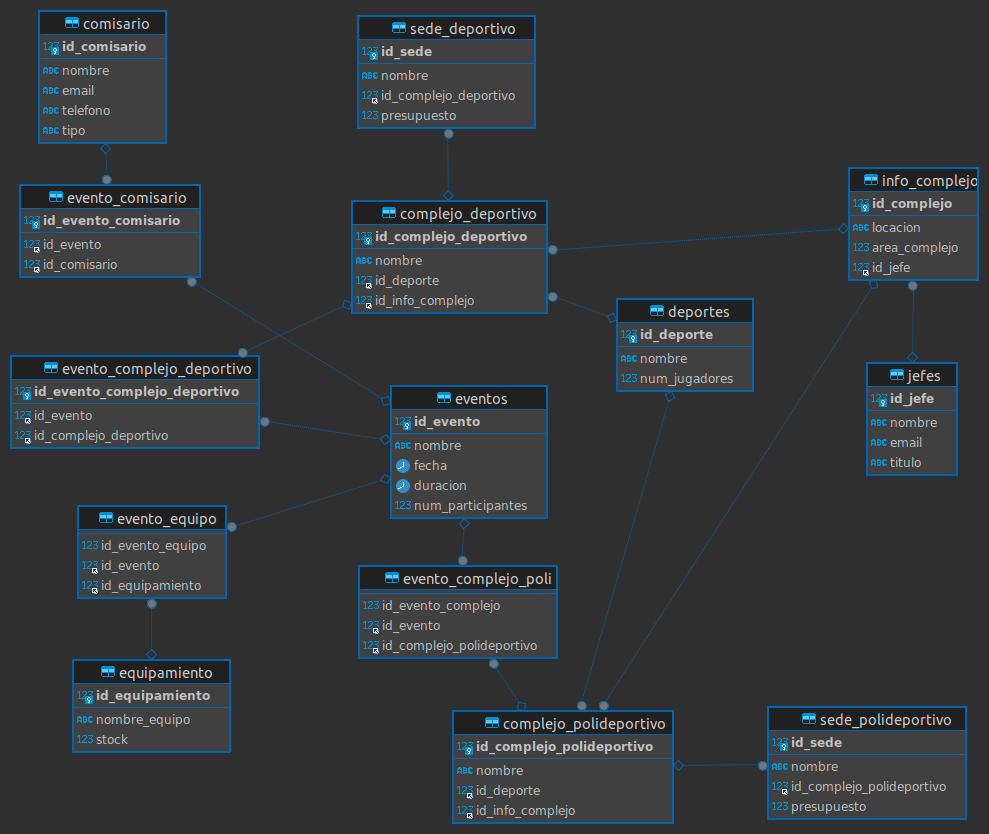 comisario
123 id_comisario
ABC nombre
ABC email
ABC telefono
ABC tipo
sede_deportivo
123 id_sede
ABC nombre
123 id_complejo_deportivo
123 presupuesto
evento_comisario
123 id_evento_comisario
123 id_evento
123 id_comisario
complejo_deportivo
123 id_complejo_deportivo
ABC nombre
123 id_deporte
123 id_info_complejo
info_complejo
123 id_complejo
ABC locacion
123 area_complejo
123 id_jefe
deportes
123 id_deporte
ABC nombre
123 num_jugadores
evento_complejo_deportivo
123 id_evento_complejo_deportivo
123 id_evento
123 id_complejo_deportivo
eventos
123 id_evento
ABC nombre
fecha
duracion
123 num_participantes
jefes
123 id_jefe
ABC nombre
ABC email
ABC titulo
evento_equipo
123 id_evento_equipo
123 id_evento
123 id_equipamiento
evento_complejo_poli
123 id_evento_complejo
123 id_evento
123 id_complejo_polideportivo
equipamiento
123 id_equipamiento
ABC nombre_equipo
123 stock
complejo_polideportivo
123 id_complejo_polideportivo
ABC nombre
123 id_deporte
123 id_info_complejo
sede_polideportivo
123 id_sede
ABC nombre
123 id_complejo_polideportivo
123 presupuesto